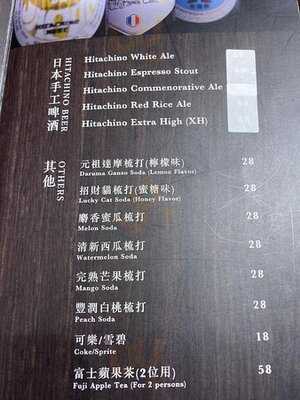 HITACHINO
NEST
日本手工啤酒
HITACHINO BEER
Hitachino White Ale
Hitachino Espresso Stout
Hitachino Commenorative Ale
Hitachino Red Rice Ale
Hitachino Extra High (XH)
其他
OTHERS
元祖達摩梳打(檸檬味) 28
Daruma Ganso Soda (Lemon Flavor)
招財貓梳打(蜜糖味) 28
Lucky Cat Soda (Honey Flavor)
麝香蜜瓜梳打 28
Melon Soda
清新西瓜梳打 28
Watermelon Soda
完熟芒果梳打 28
Mango Soda
豐潤白桃梳打 28
Peach Soda
可樂/雪碧 18
Coke/Sprite
富士蘋果茶(2位用) 58
Fuji Apple Tea (For 2 persons)